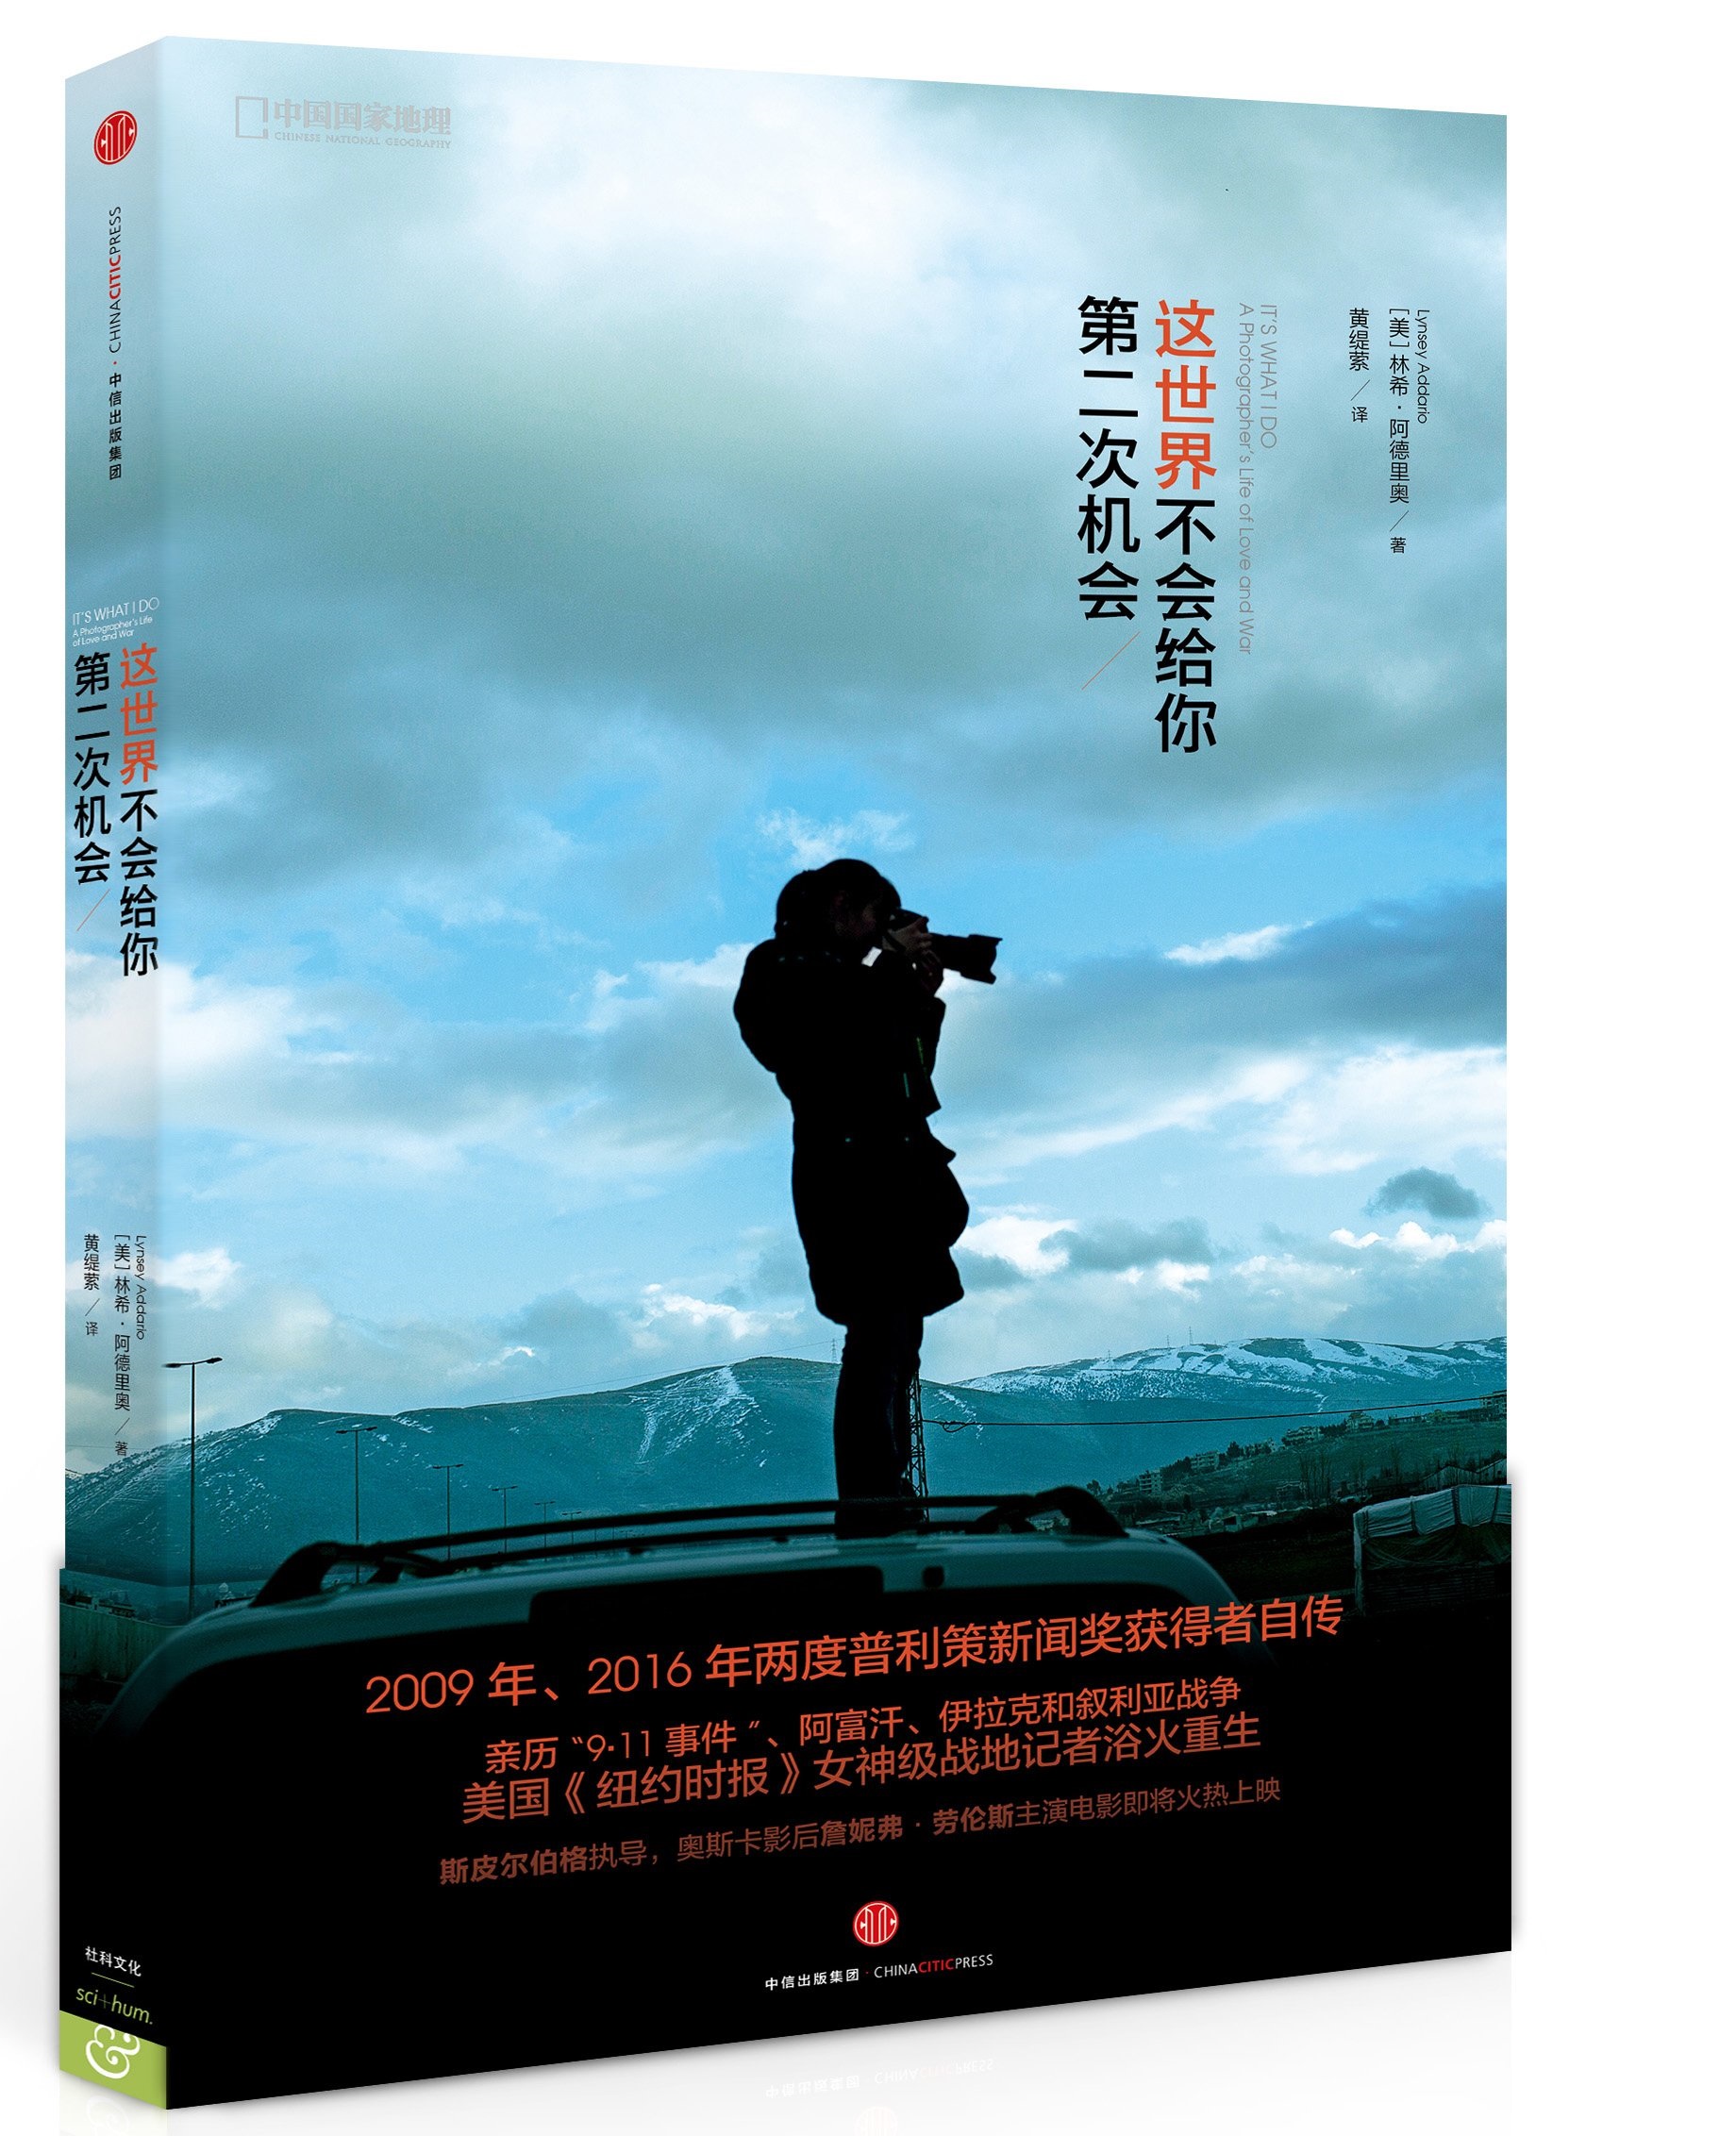 中国国家地理
CHINESE NATIONAL GEOGRAPHY
Lynsey Addario
[美] 林希·阿德里奥／著
黄缇萦／译
IT'S WHAT I DO
A Photographer's Life of Love and War
这世界不会给你
第二次机会／
2009 年、2016 年两度普利策新闻奖获得者自传
亲历“9·11 事件”、阿富汗、伊拉克和叙利亚战争
美国《纽约时报》女神级战地记者浴火重生
斯皮尔伯格执导，奥斯卡影后詹妮弗·劳伦斯主演电影即将火热上映
中信出版集团·CHINACITICPRESS
CHINACITICPRESS
·中信出版集团
IT'S WHAT I DO
A Photographer's Life
of Love and War
这世界不会给你
第二次机会／
Lynsey Addario
[美] 林希·阿德里奥／著
黄缇萦／译
社科文化
sci+hum.
&